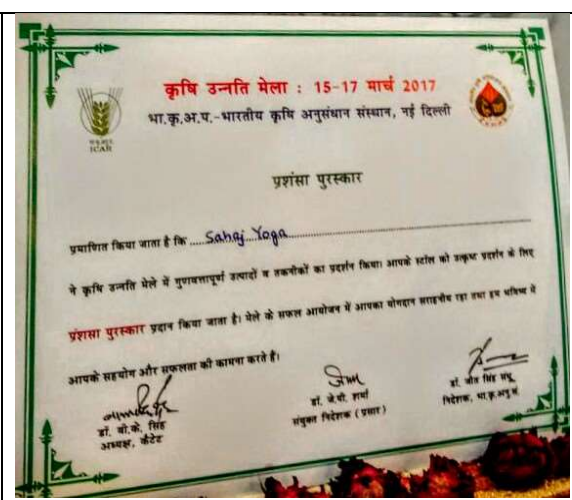 कृषि उन्नति मेला : 15-17 मार्च 2017
भा.कृ.अ.प.-भारतीय कृषि अनुसंधान संस्थान, नई दिल्ली
ICAR
प्रशंसा पुरस्कार
प्रमाणित किया जाता है कि Sahaj Yoga
ने कृषि उन्नति मेले में गुणवत्तापूर्ण उत्पादों व तकनीकों का प्रदर्शन किया। आपके स्टॉल को उत्कृष्ट प्रदर्शन के लिए
प्रंशसा पुरस्कार प्रदान किया जाता है। मेले के सफल आयोजन में आपका योगदान सराहनीय रहा तथा हम भविष्य में
आपके सहयोग और सफलता की कामना करते हैं।
डॉ. बी.के. सिंह
अध्यक्ष, कैटेट
डॉ. जे.पी. शर्मा
संयुक्त निदेशक (प्रसार)
डॉ. जीत सिंह संधू
निदेशक, भा.कृ.अनु.सं.